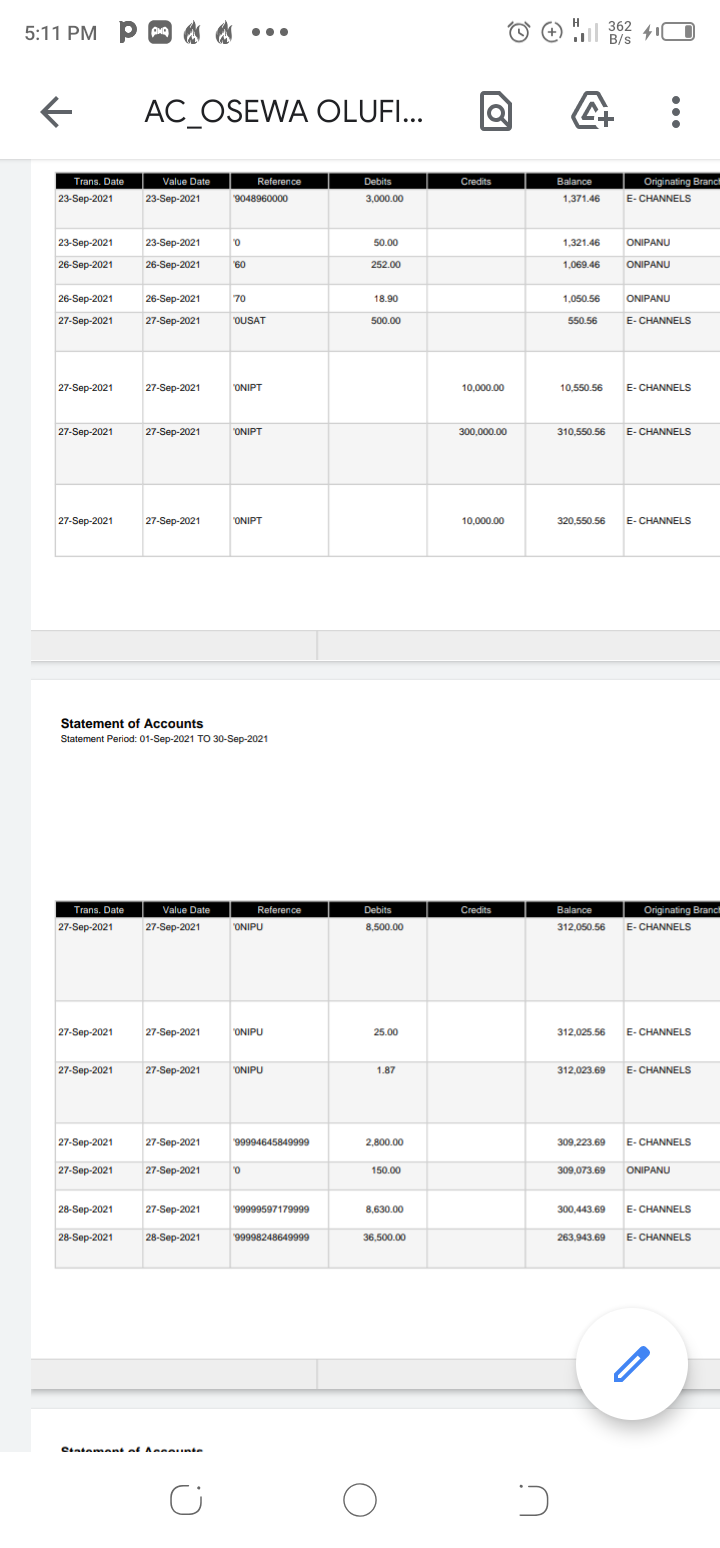 5:11 PM
H
362
B/s
AC_OSEWA OLUFI...
Trans. Date Value Date Reference Debits Credits Balance Originating Branch
23-Sep-2021 23-Sep-2021 '9048960000 3,000.00 1,371.46 E- CHANNELS
23-Sep-2021 23-Sep-2021 '0 50.00 1,321.46 ONIPANU
26-Sep-2021 26-Sep-2021 '60 252.00 1,069.46 ONIPANU
26-Sep-2021 26-Sep-2021 '70 18.90 1,050.56 ONIPANU
27-Sep-2021 27-Sep-2021 '0USAT 500.00 550.56 E- CHANNELS
27-Sep-2021 27-Sep-2021 '0NIPT 10,000.00 10,550.56 E- CHANNELS
27-Sep-2021 27-Sep-2021 '0NIPT 300,000.00 310,550.56 E- CHANNELS
27-Sep-2021 27-Sep-2021 '0NIPT 10,000.00 320,550.56 E- CHANNELS
Statement of Accounts
Statement Period: 01-Sep-2021 TO 30-Sep-2021
Trans. Date Value Date Reference Debits Credits Balance Originating Branch
27-Sep-2021 27-Sep-2021 '0NIPU 8,500.00 312,050.56 E- CHANNELS
27-Sep-2021 27-Sep-2021 '0NIPU 25.00 312,025.56 E- CHANNELS
27-Sep-2021 27-Sep-2021 '0NIPU 1.87 312,023.69 E- CHANNELS
27-Sep-2021 27-Sep-2021 '99994645849999 2,800.00 309,223.69 E- CHANNELS
27-Sep-2021 27-Sep-2021 '0 150.00 309,073.69 ONIPANU
28-Sep-2021 27-Sep-2021 '99999597179999 8,630.00 300,443.69 E- CHANNELS
28-Sep-2021 28-Sep-2021 '99998248649999 36,500.00 263,943.69 E- CHANNELS
Statement of Accounts